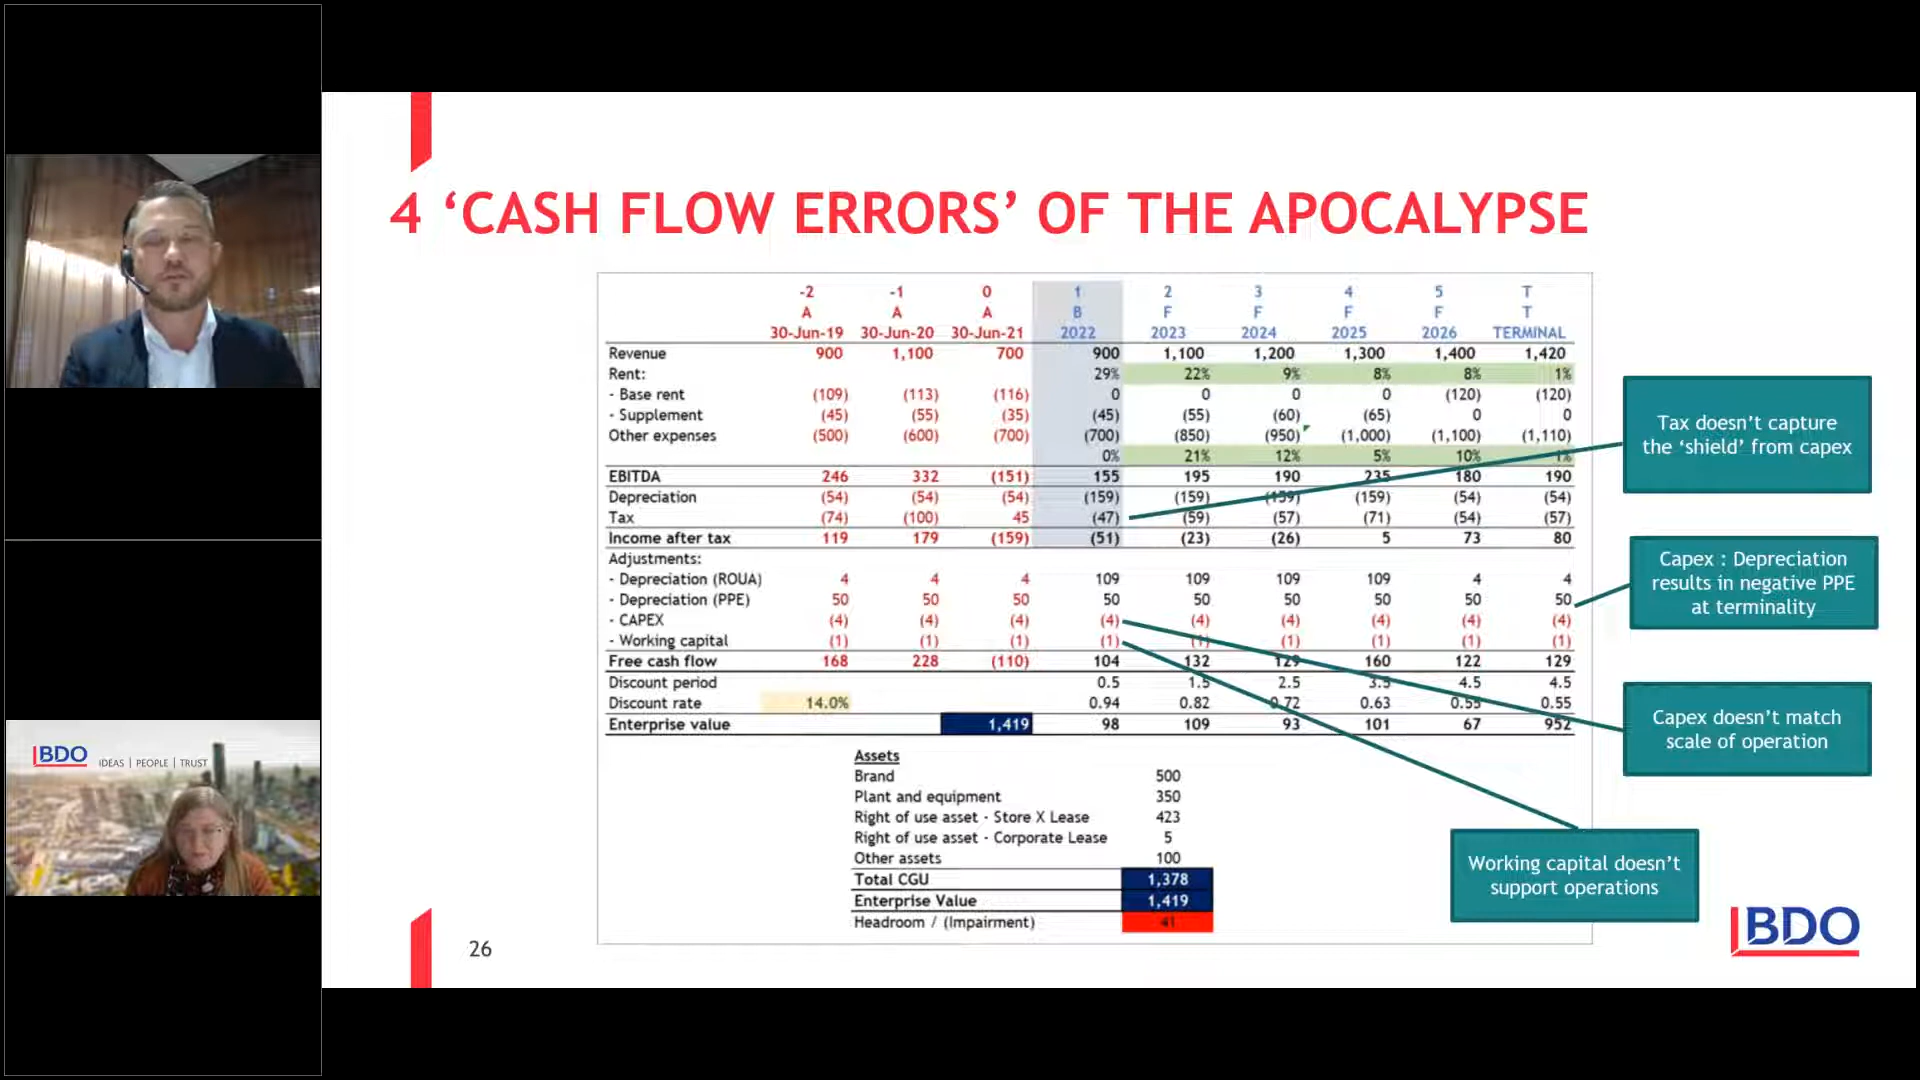 4 ‘CASH FLOW ERRORS’ OF THE APOCALYPSE
-2 -1 0 1 2 3 4 5 T
A A A B F F F F T
30-Jun-19 30-Jun-20 30-Jun-21 2022 2023 2024 2025 2026 TERMINAL
Revenue 900 1,100 700 900 1,100 1,200 1,300 1,400 1,420
Rent: 29% 22% 9% 8% 8% 1%
- Base rent (109) (113) (116) 0 0 0 0 (120) (120)
- Supplement (45) (55) (35) (45) (55) (60) (65) 0 0
Other expenses (500) (600) (700) (700) (850) (950) (1,000) (1,100) (1,110)
0% 21% 12% 5% 10% 1%
EBITDA 246 332 (151) 155 195 190 235 180 190
Depreciation (54) (54) (54) (159) (159) (159) (159) (54) (54)
Tax (74) (100) 45 (47) (59) (57) (71) (54) (57)
Income after tax 119 179 (159) (51) (23) (26) 5 73 80
Adjustments:
- Depreciation (ROUA) 4 4 4 109 109 109 109 4 4
- Depreciation (PPE) 50 50 50 50 50 50 50 50 50
- CAPEX (4) (4) (4) (4) (4) (4) (4) (4) (4)
- Working capital (1) (1) (1) (1) (1) (1) (1) (1) (1)
Free cash flow 168 228 (110) 104 132 129 160 122 129
Discount period 0.5 1.5 2.5 3.5 4.5 4.5
Discount rate 14.0% 0.94 0.82 0.72 0.63 0.55 0.55
Enterprise value 1,419 98 109 93 101 67 952
Assets
Brand 500
Plant and equipment 350
Right of use asset - Store X Lease 423
Right of use asset - Corporate Lease 5
Other assets 100
Total CGU 1,378
Enterprise Value 1,419
Headroom / (Impairment) 41
Tax doesn’t capture
the ‘shield’ from capex
Capex : Depreciation
results in negative PPE
at terminality
Capex doesn’t match
scale of operation
Working capital doesn’t
support operations
26
BDO
BDO IDEAS | PEOPLE | TRUST